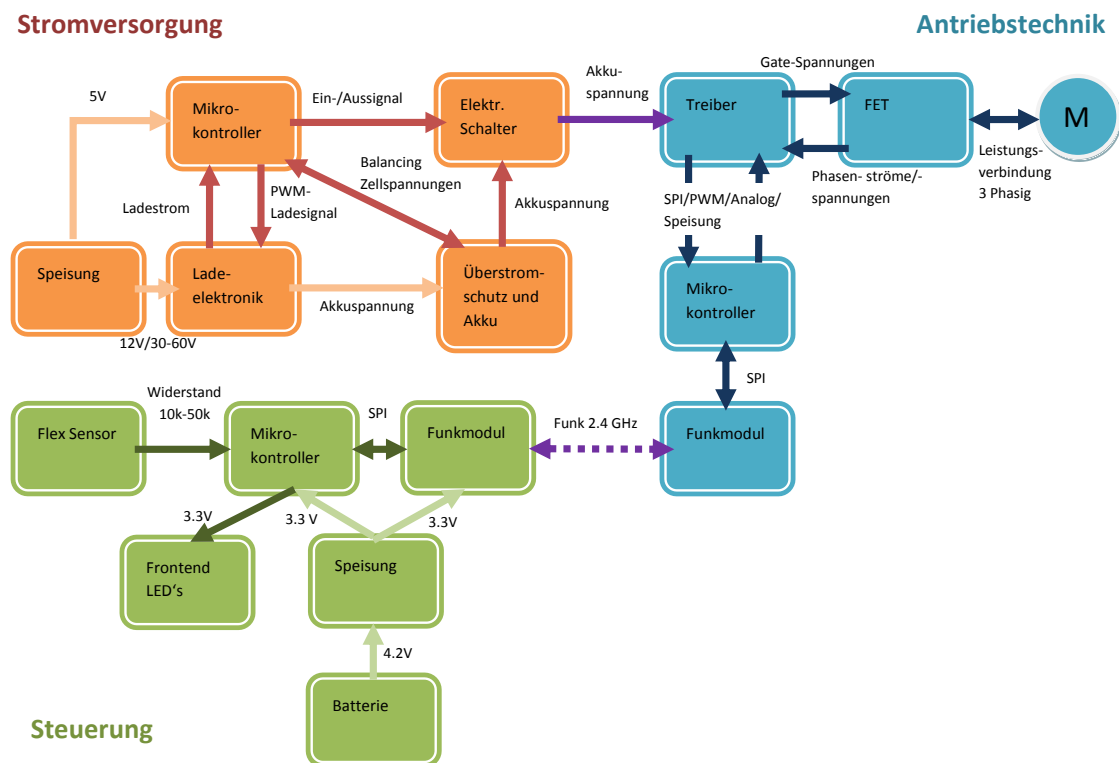 Stromversorgung
Antriebstechnik
5V
Mikro-
kontroller
Ein-/Aussignal
Elektr.
Schalter
Akku-
spannung
Treiber
Gate-Spannungen
FET
M
Leistungs-
verbindung
3 Phasig
Phasen- ströme/-
spannungen
Balancing
Zellspannungen
Ladestrom
PWM-
Ladesignal
Akkuspannung
SPI/PWM/Analog/
Speisung
Speisung
Lade-
elektronik
Akkuspannung
Überstrom-
schutz und
Akku
12V/30-60V
Mikro-
kontroller
SPI
Widerstand
10k-50k
Flex Sensor
Mikro-
kontroller
SPI
Funkmodul
Funk 2.4 GHz
Funkmodul
3.3V
3.3 V
3.3V
Frontend
LED‘s
Speisung
4.2V
Batterie
Steuerung